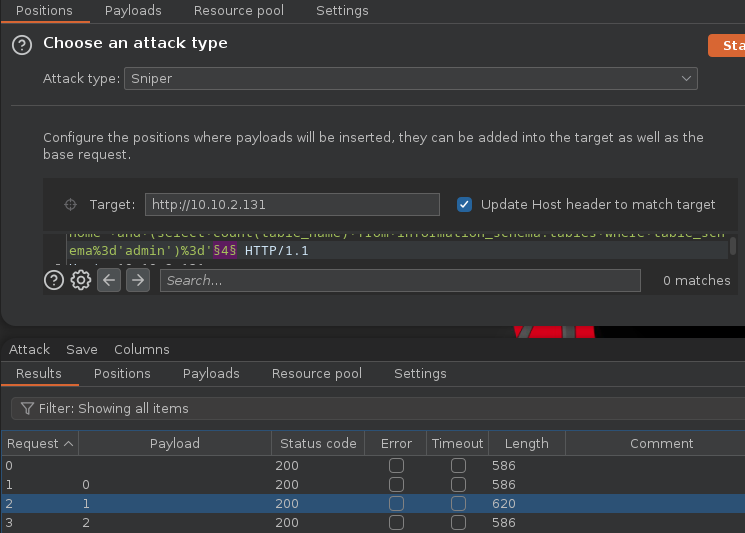 Positions Payloads Resource pool Settings
Choose an attack type
Sta
Attack type: Sniper
Configure the positions where payloads will be inserted, they can be added into the target as well as the
base request.
Target: http://10.10.2.131
Update Host header to match target
ema%3d'admin')%3d'§4§ HTTP/1.1
Search...
0 matches
Attack Save Columns
Results Positions Payloads Resource pool Settings
Filter: Showing all items
Request Payload Status code Error Timeout Length Comment
0 200 586
1 0 200 586
2 1 200 620
3 2 200 586